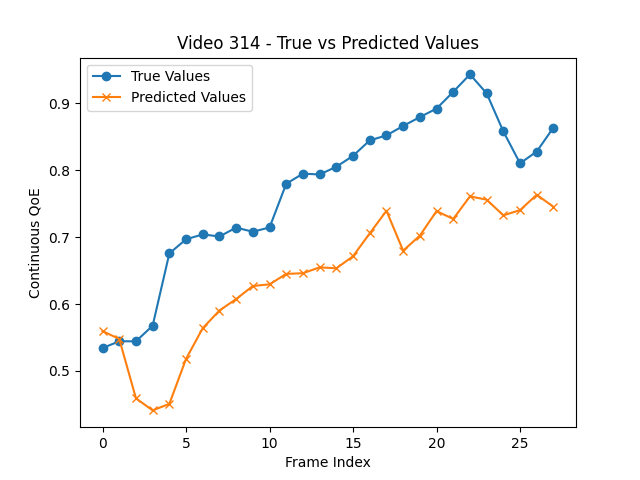 Video 314 - True vs Predicted Values
True Values
Predicted Values
Continuous QoE
0.9
0.8
0.7
0.6
0.5
0 5 10 15 20 25
Frame Index